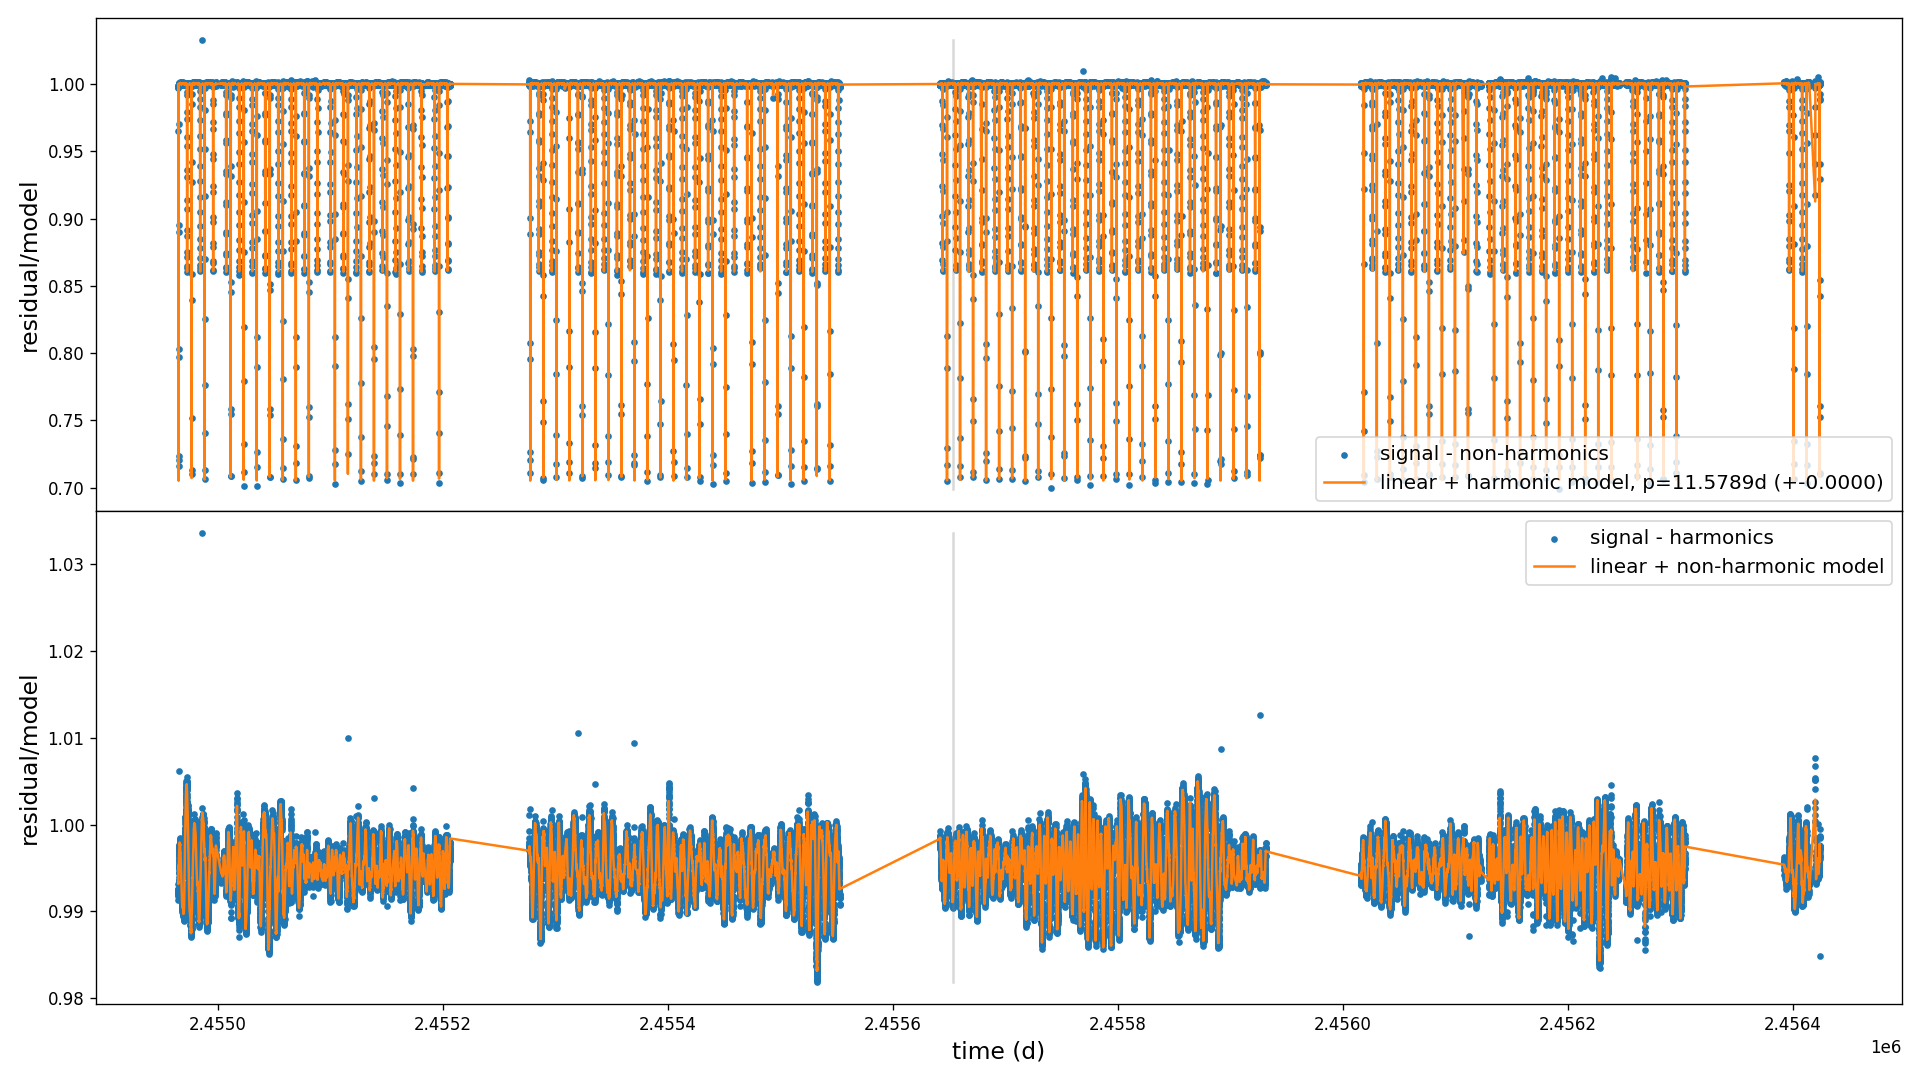 1.00
0.95
0.90
0.85
0.80
0.75
0.70
residual/model
signal - non-harmonics
linear + harmonic model, p=11.5789d (+-0.0000)
1.03
1.02
1.01
1.00
0.99
0.98
residual/model
signal - harmonics
linear + non-harmonic model
2.4550 2.4552 2.4554 2.4556 2.4558 2.4560 2.4562 2.4564
1e6
time (d)